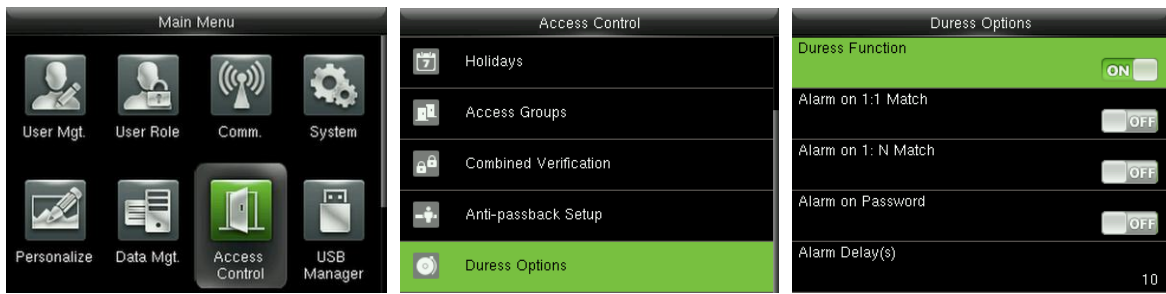 Main Menu
User Mgt.
User Role
Comm.
System
Personalize
Data Mgt.
Access
Control
USB
Manager
Access Control
7
Holidays
Access Groups
Combined Verification
Anti-passback Setup
Duress Options
Duress Options
Duress Function
ON
Alarm on 1:1 Match
OFF
Alarm on 1: N Match
OFF
Alarm on Password
OFF
Alarm Delay(s)
10